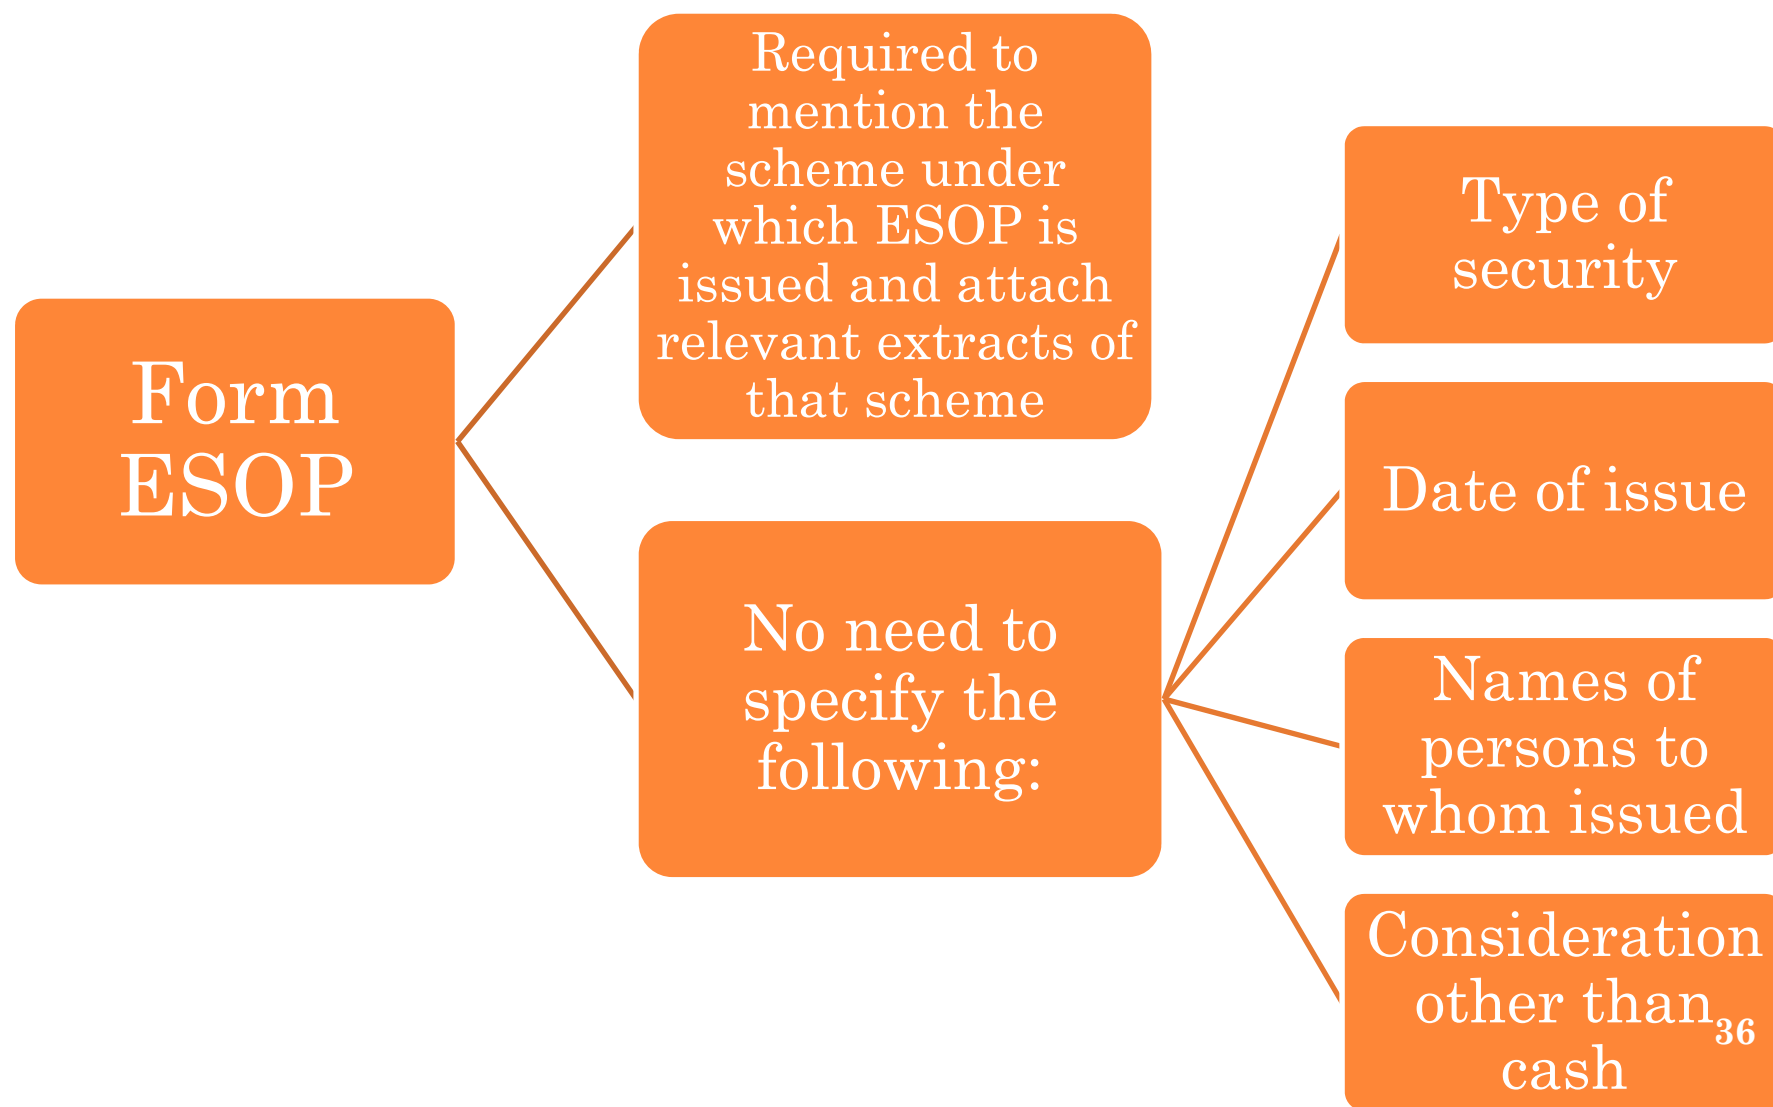 Form
ESOP
Required to
mention the
scheme under
which ESOP is
issued and attach
relevant extracts of
that scheme
No need to
specify the
following:
Type of
security
Date of issue
Names of
persons to
whom issued
Consideration
other than
cash
36